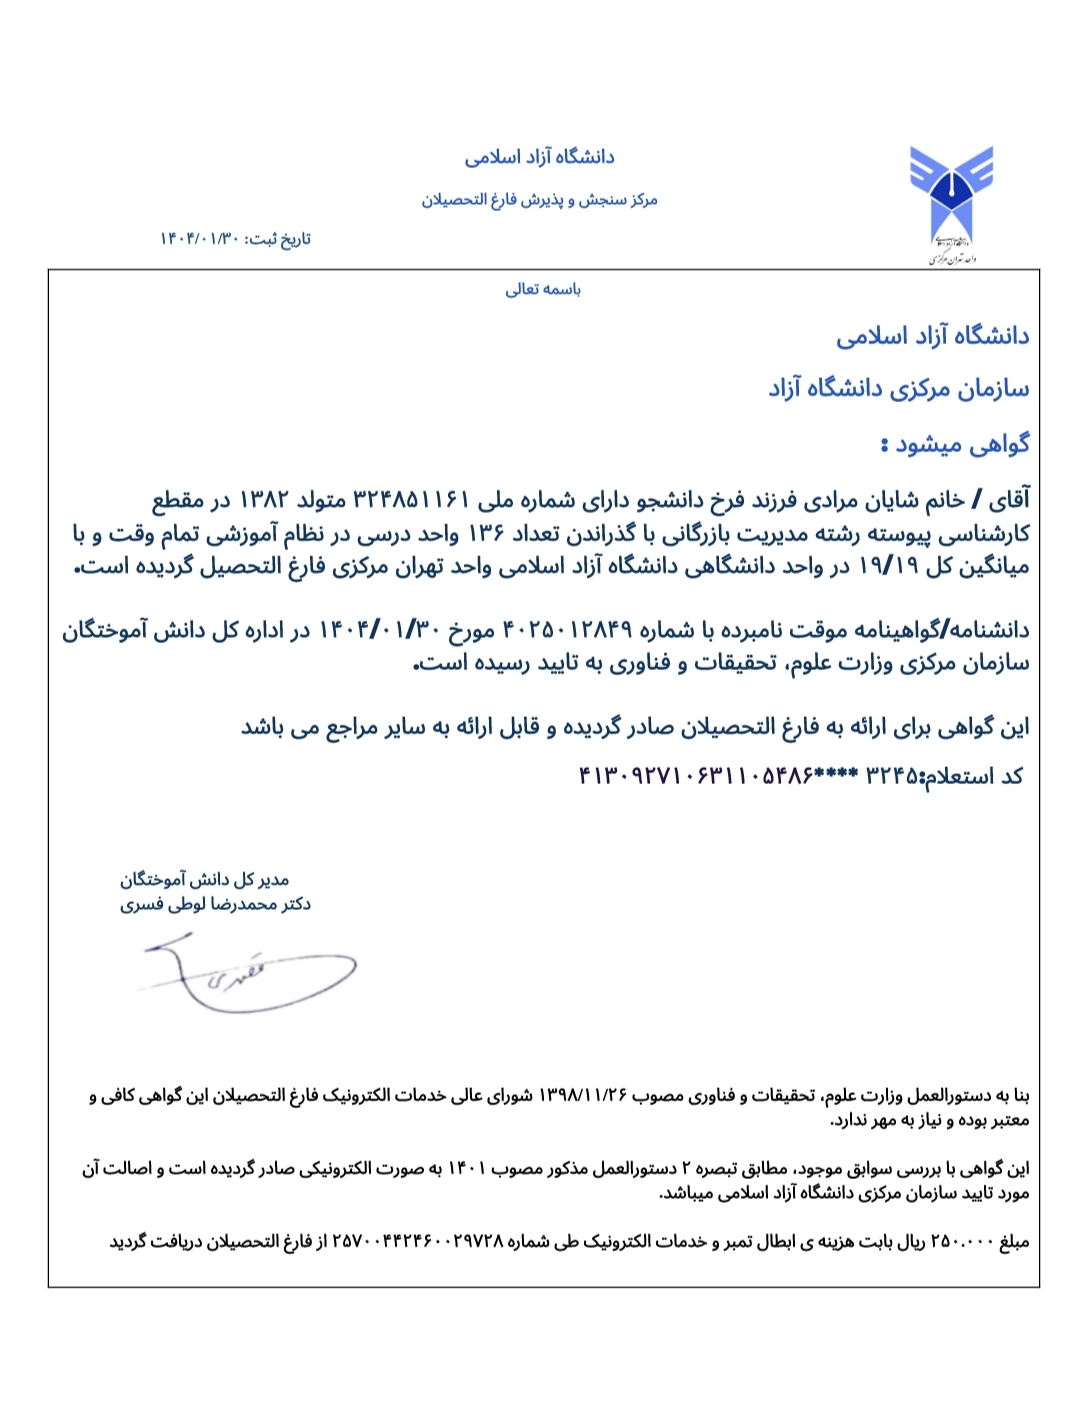 دانشگاه آزاد اسلامی
مرکز سنجش و پذیرش فارغ التحصیلان
تاریخ ثبت: ۱۴۰۴/۰۱/۳۰
واحد تهران مرکزی
باسمه تعالی
دانشگاه آزاد اسلامی
سازمان مرکزی دانشگاه آزاد
گواهی میشود :
آقای / خانم شایان مرادی فرزند فرخ دانشجو دارای شماره ملی ۳۲۴۸۵۱۱۶۱ متولد ۱۳۸۲ در مقطع
کارشناسی پیوسته رشته مدیریت بازرگانی با گذراندن تعداد ۱۳۶ واحد درسی در نظام آموزشی تمام وقت و با
میانگین کل ۱۹/۱۹ در واحد دانشگاهی دانشگاه آزاد اسلامی واحد تهران مرکزی فارغ التحصیل گردیده است.
دانشنامه/گواهینامه موقت نامبرده با شماره ۴۰۲۵۰۱۲۸۴۹ مورخ ۱۴۰۴/۰۱/۳۰ در اداره کل دانش آموختگان
سازمان مرکزی وزارت علوم، تحقیقات و فناوری به تایید رسیده است.
این گواهی برای ارائه به فارغ التحصیلان صادر گردیده و قابل ارائه به سایر مراجع می باشد
کد استعلام:۳۲۴۵ ****۴۱۳۰۹۲۷۱۰۶۳۱۱۰۵۴۸۶
مدیر کل دانش آموختگان
دکتر محمدرضا لوطی فسری
بنا به دستورالعمل وزارت علوم، تحقیقات و فناوری مصوب ۱۳۹۸/۱۱/۲۶ شورای عالی خدمات الکترونیک فارغ التحصیلان این گواهی کافی و
معتبر بوده و نیاز به مهر ندارد.
این گواهی با بررسی سوابق موجود، مطابق تبصره ۲ دستورالعمل مذکور مصوب ۱۴۰۱ به صورت الکترونیکی صادر گردیده است و اصالت آن
مورد تایید سازمان مرکزی دانشگاه آزاد اسلامی میباشد.
مبلغ ۲۵۰.۰۰۰ ریال بابت هزینه ی ابطال تمبر و خدمات الکترونیک طی شماره ۲۵۷۰۰۴۴۲۴۶۰۰۲۹۷۲۸ از فارغ التحصیلان دریافت گردید